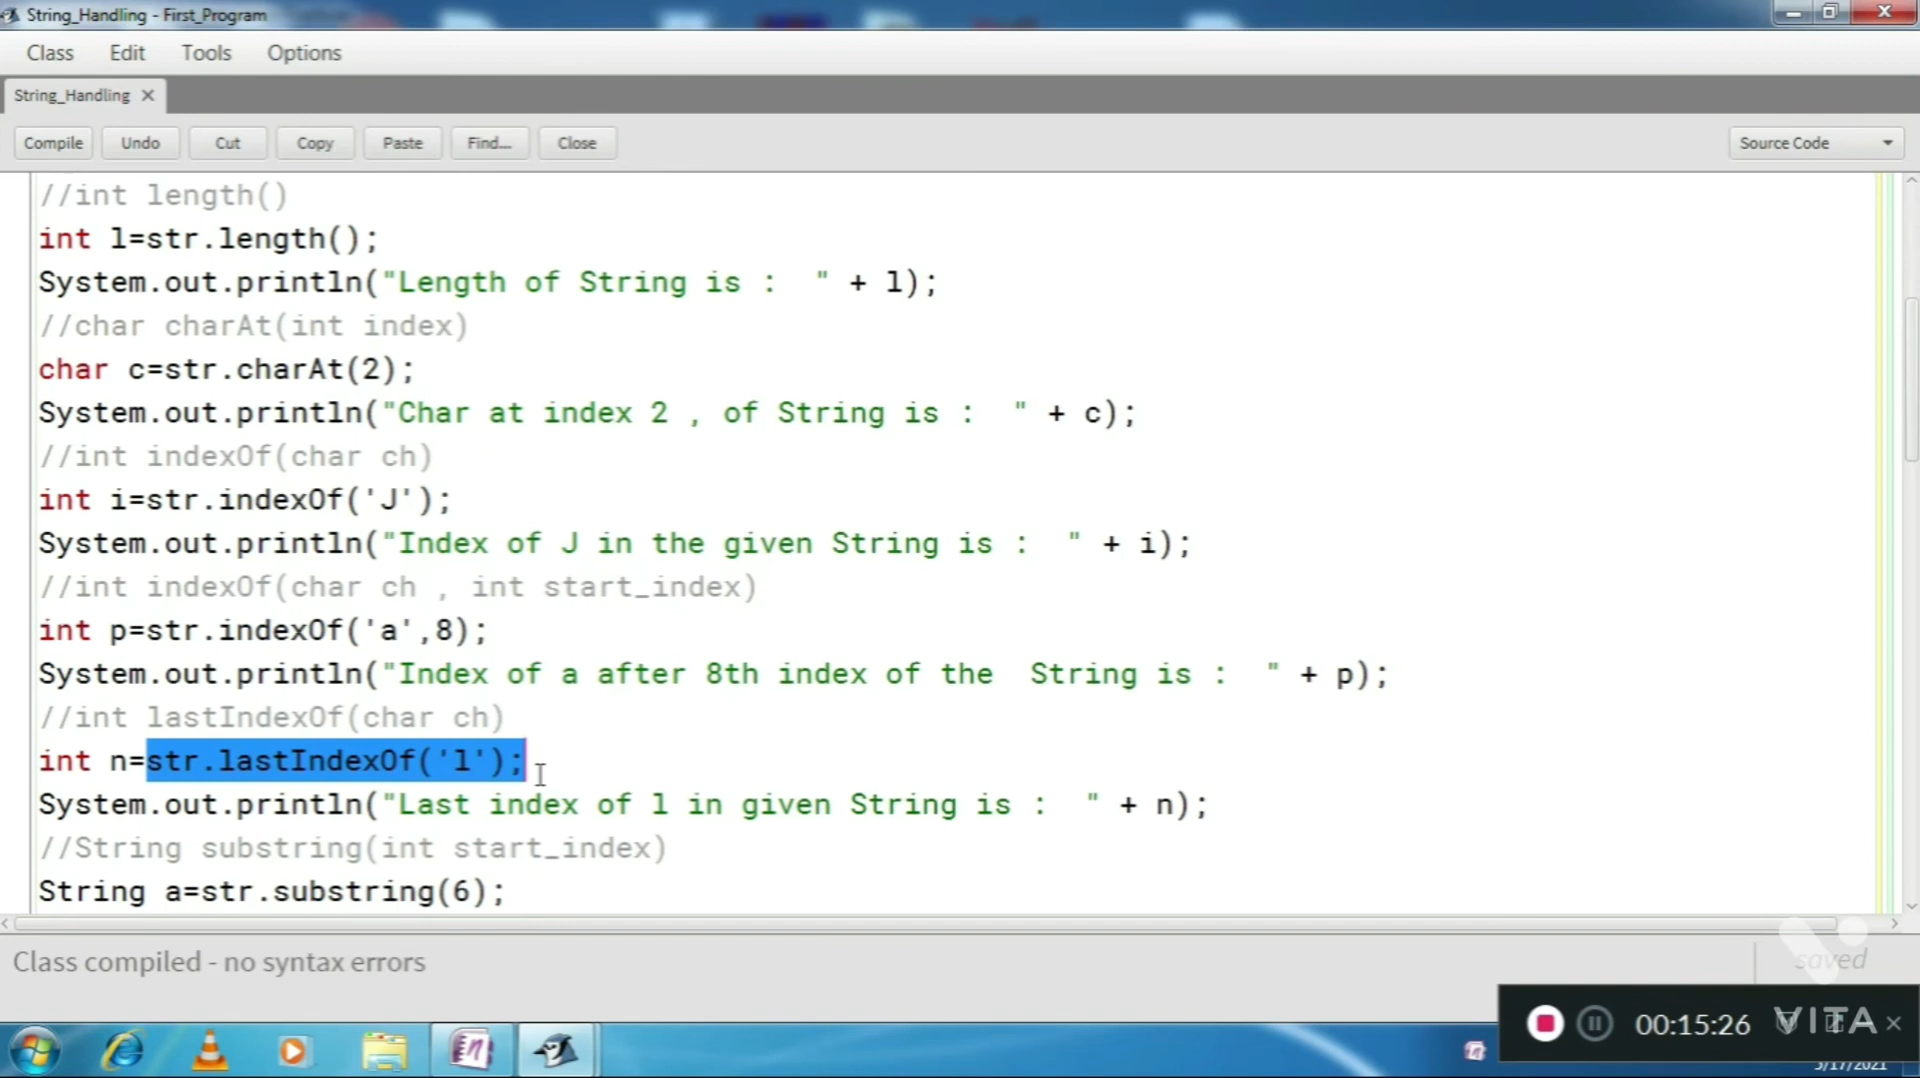 String_Handling - First_Program
Class Edit Tools Options
String_Handling
Compile Undo Cut Copy Paste Find... Close Source Code
//int length()
int l=str.length();
System.out.println("Length of String is :  " + l);
//char charAt(int index)
char c=str.charAt(2);
System.out.println("Char at index 2 , of String is :  " + c);
//int indexOf(char ch)
int i=str.indexOf('J');
System.out.println("Index of J in the given String is :  " + i);
//int indexOf(char ch , int start_index)
int p=str.indexOf('a',8);
System.out.println("Index of a after 8th index of the  String is :  " + p);
//int lastIndexOf(char ch)
int n=str.lastIndexOf('l');
System.out.println("Last index of l in given String is :  " + n);
//String substring(int start_index)
String a=str.substring(6);
Class compiled - no syntax errors
saved
00:15:26
VITA
5/17/2021